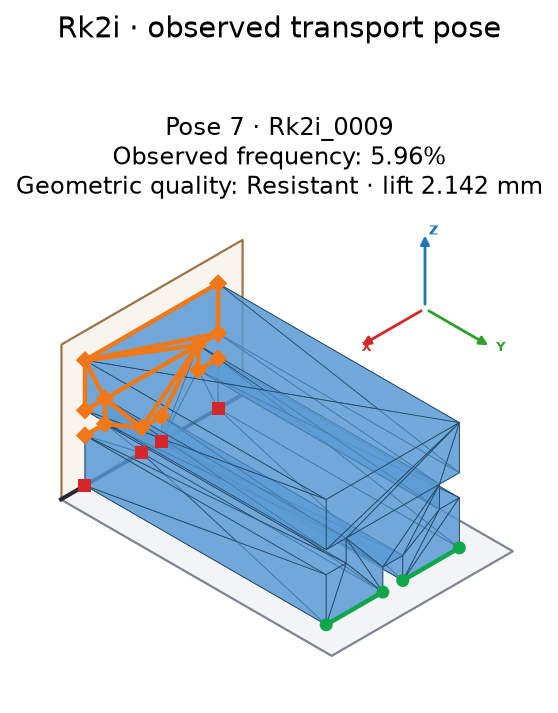 Rk2i · observed transport pose
Pose 7 · Rk2i_0009
Observed frequency: 5.96%
Geometric quality: Resistant · lift 2.142 mm
Z
X
Y